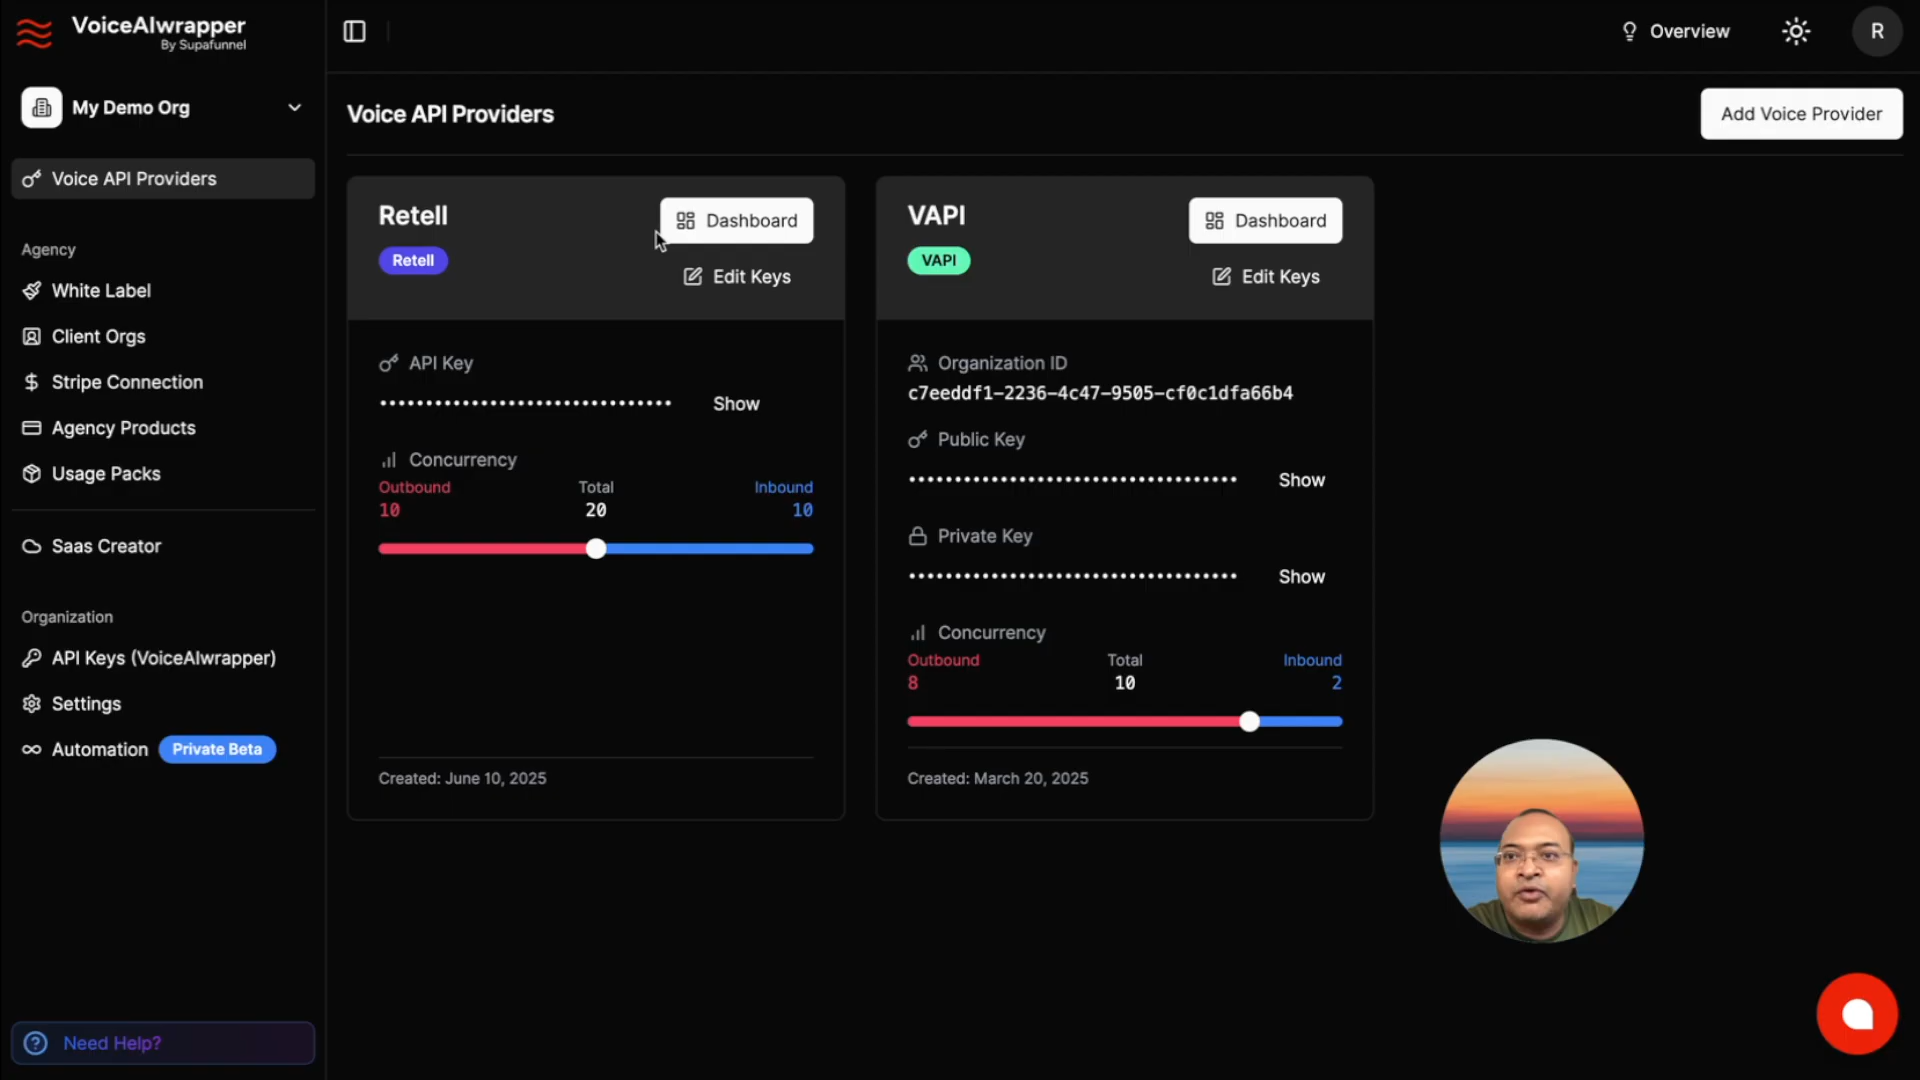 VoiceAIwrapper
By Supafunnel
My Demo Org
Voice API Providers
Agency
White Label
Client Orgs
Stripe Connection
Agency Products
Usage Packs
Saas Creator
Organization
API Keys (VoiceAIwrapper)
Settings
Automation Private Beta
Need Help?
Overview
R
Voice API Providers
Add Voice Provider
Retell
Dashboard
Retell
Edit Keys
API Key
Show
Concurrency
Outbound Total Inbound
10 20 10
Created: June 10, 2025
VAPI
Dashboard
VAPI
Edit Keys
Organization ID
c7eeddf1-2236-4c47-9505-cf0c1dfa66b4
Public Key
Show
Private Key
Show
Concurrency
Outbound Total Inbound
8 10 2
Created: March 20, 2025